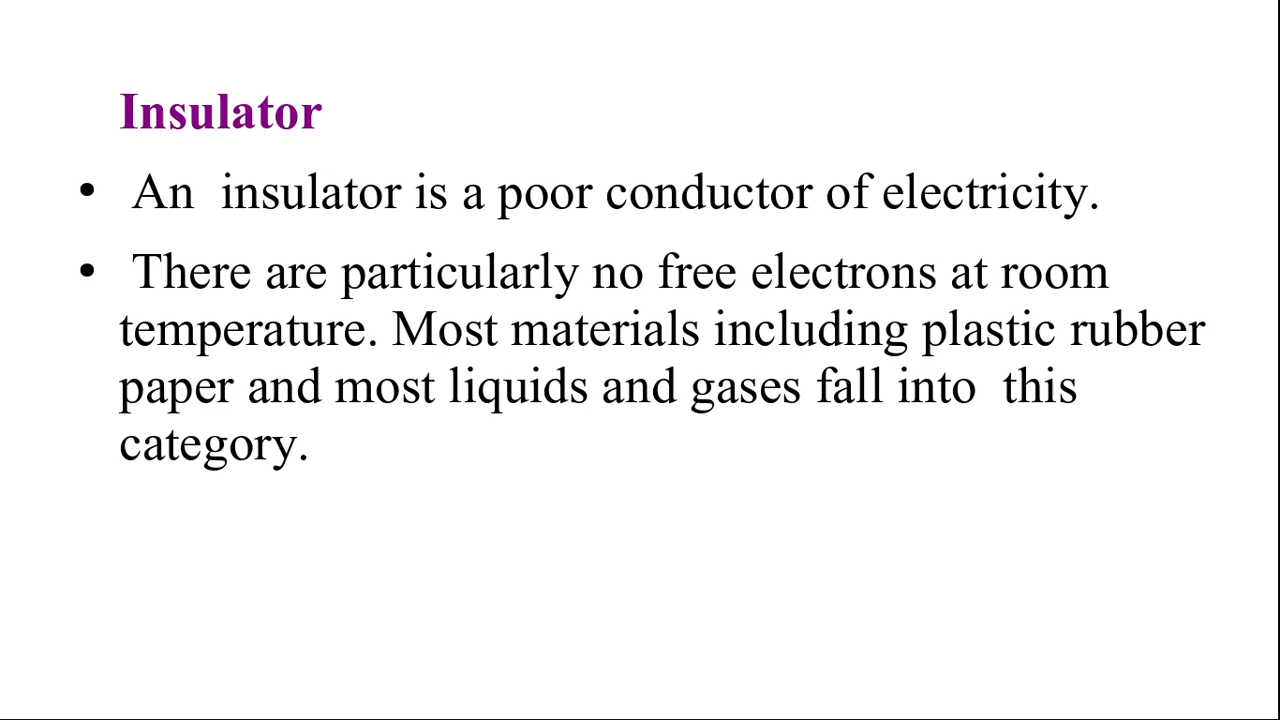 Insulator
• An  insulator is a poor conductor of electricity.
• There are particularly no free electrons at room
temperature. Most materials including plastic rubber
paper and most liquids and gases fall into  this
category.